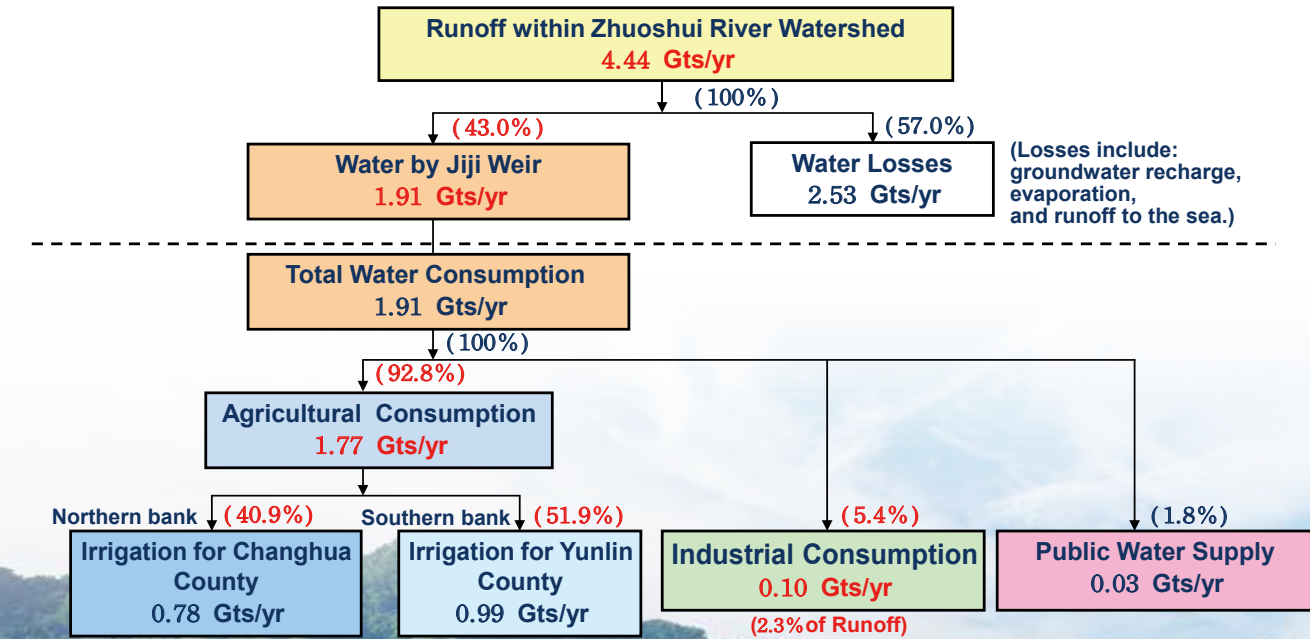 Runoff within Zhuoshui River Watershed
4.44 Gts/yr
(100%)
(43.0%)
(57.0%)
Water by Jiji Weir
1.91 Gts/yr
Water Losses
2.53 Gts/yr
(Losses include:
groundwater recharge,
evaporation,
and runoff to the sea.)
Total Water Consumption
1.91 Gts/yr
(100%)
(92.8%)
Agricultural Consumption
1.77 Gts/yr
Northern bank
(40.9%)
Southern bank
(51.9%)
(5.4%)
(1.8%)
Irrigation for Changhua
County
0.78 Gts/yr
Irrigation for Yunlin
County
0.99 Gts/yr
Industrial Consumption
0.10 Gts/yr
(2.3% of Runoff)
Public Water Supply
0.03 Gts/yr